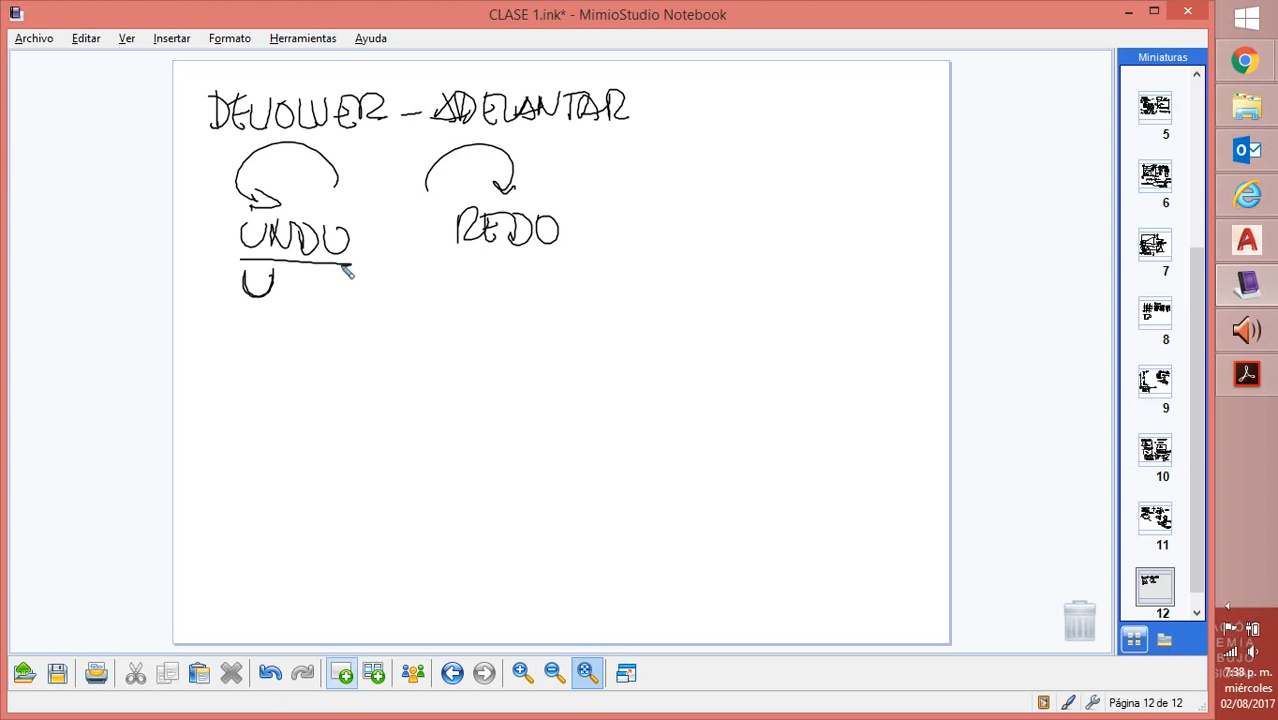 CLASE 1.ink* - MimioStudio Notebook
Archivo Editar Ver Insertar Formato Herramientas Ayuda
Miniaturas
DEVOLVER - ADELANTAR
UNDO REDO
U
5
6
7
8
9
10
11
12
7:38 p. m.
miércoles
02/08/2017
Página 12 de 12